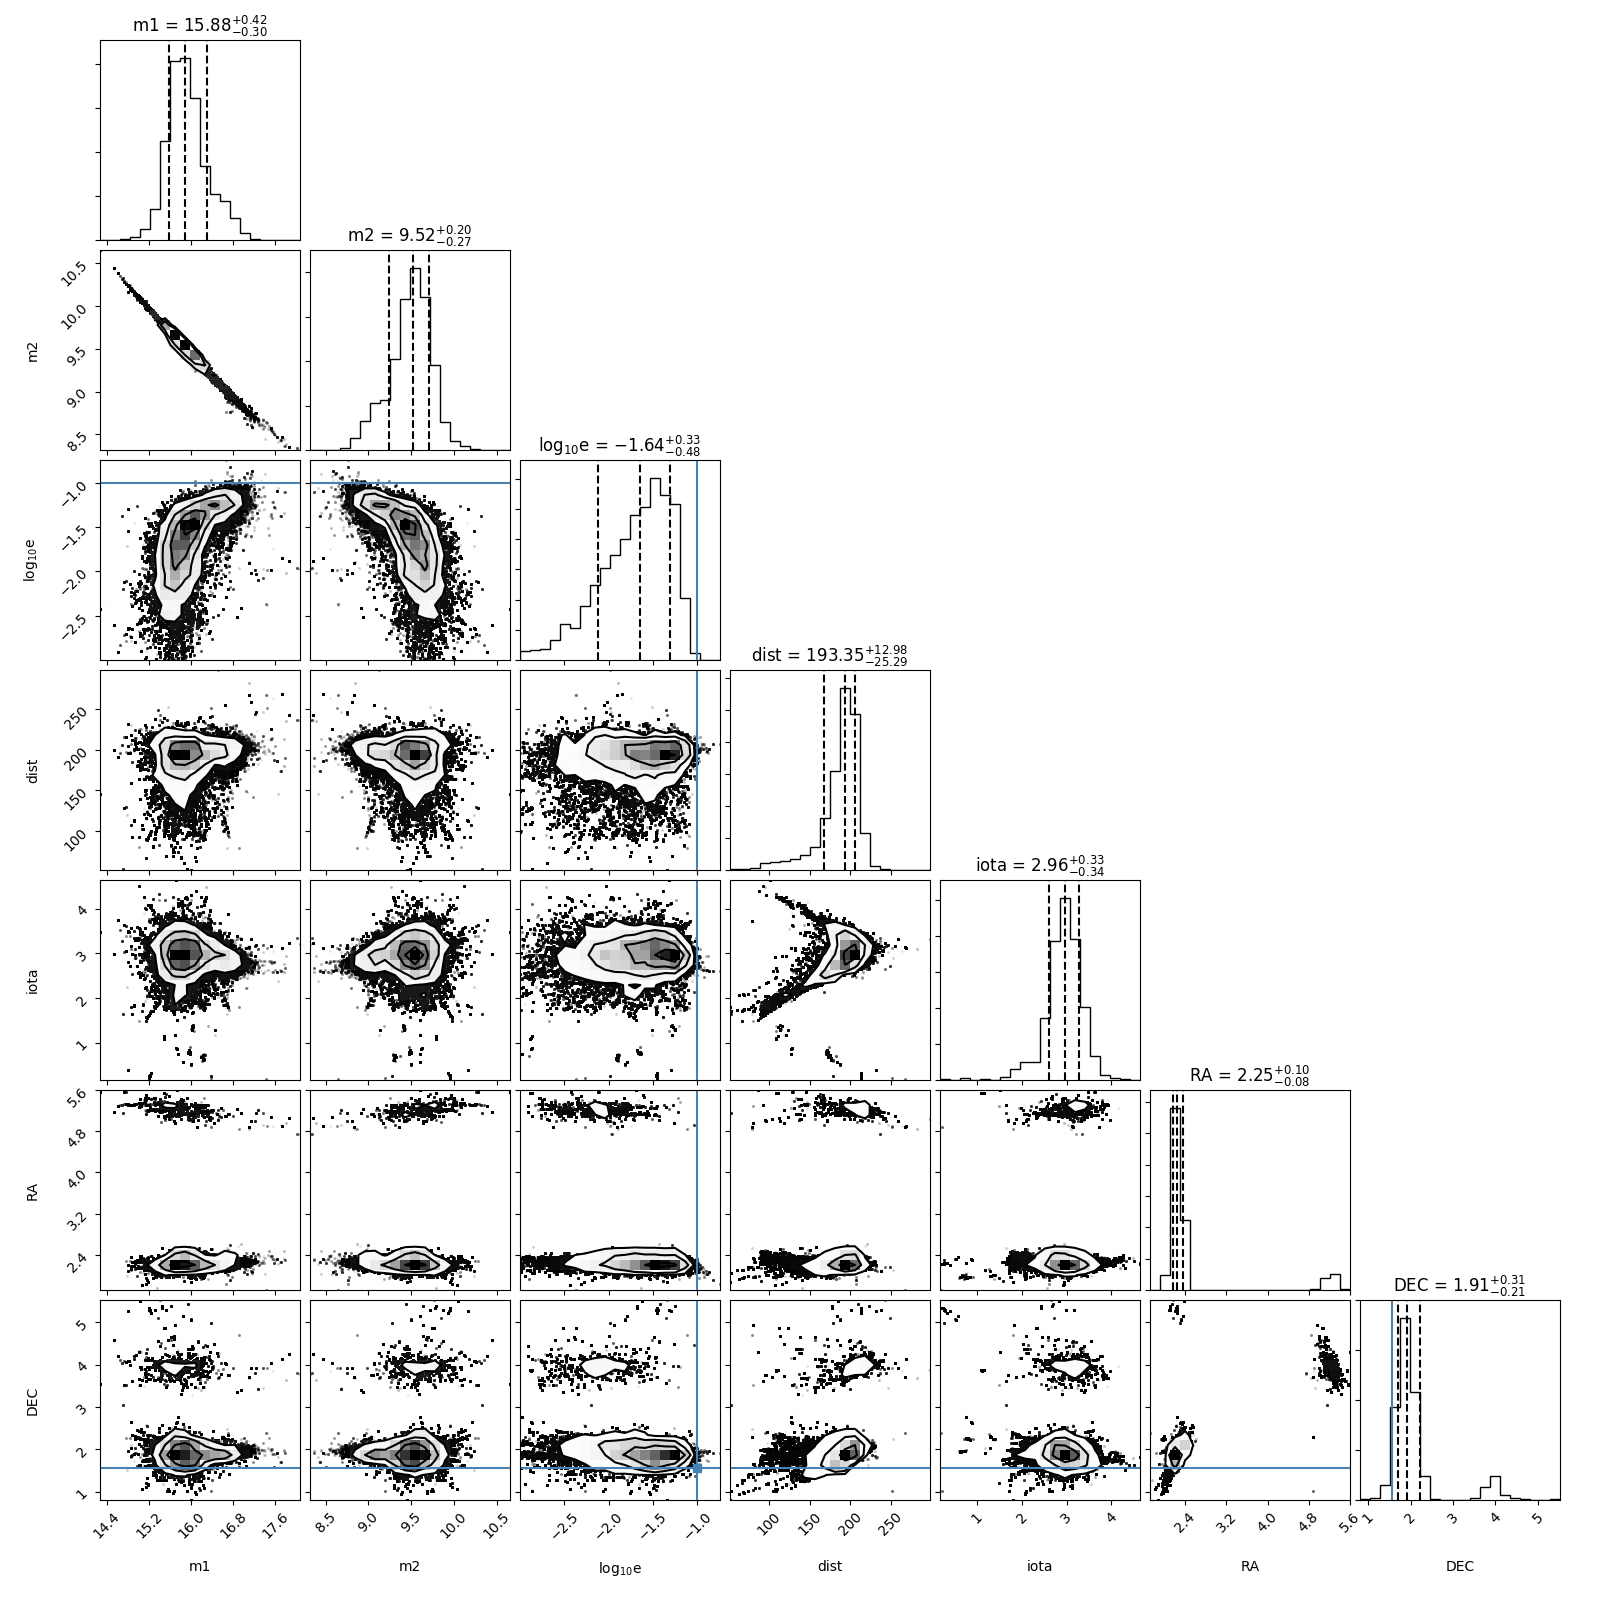 m1 = 15.88+0.42−0.30
m2 = 9.52+0.20−0.27
10.5
10.0
9.5
9.0
8.5
m2
log10e = −1.64+0.33−0.48
−1.0
−1.5
−2.0
−2.5
log10e
dist = 193.35+12.98−25.29
250
200
150
100
dist
iota = 2.96+0.33−0.34
4
3
2
1
iota
RA = 2.25+0.10−0.08
5.6
4.8
4.0
3.2
2.4
RA
DEC = 1.91+0.31−0.21
5
4
3
2
1
DEC
14.4 15.2 16.0 16.8 17.6 8.5 9.0 9.5 10.0 10.5 −2.5 −2.0 −1.5 −1.0 100 150 200 250 1 2 3 4 2.4 3.2 4.0 4.8 5.6 1 2 3 4 5
m1 m2 log10e dist iota RA DEC